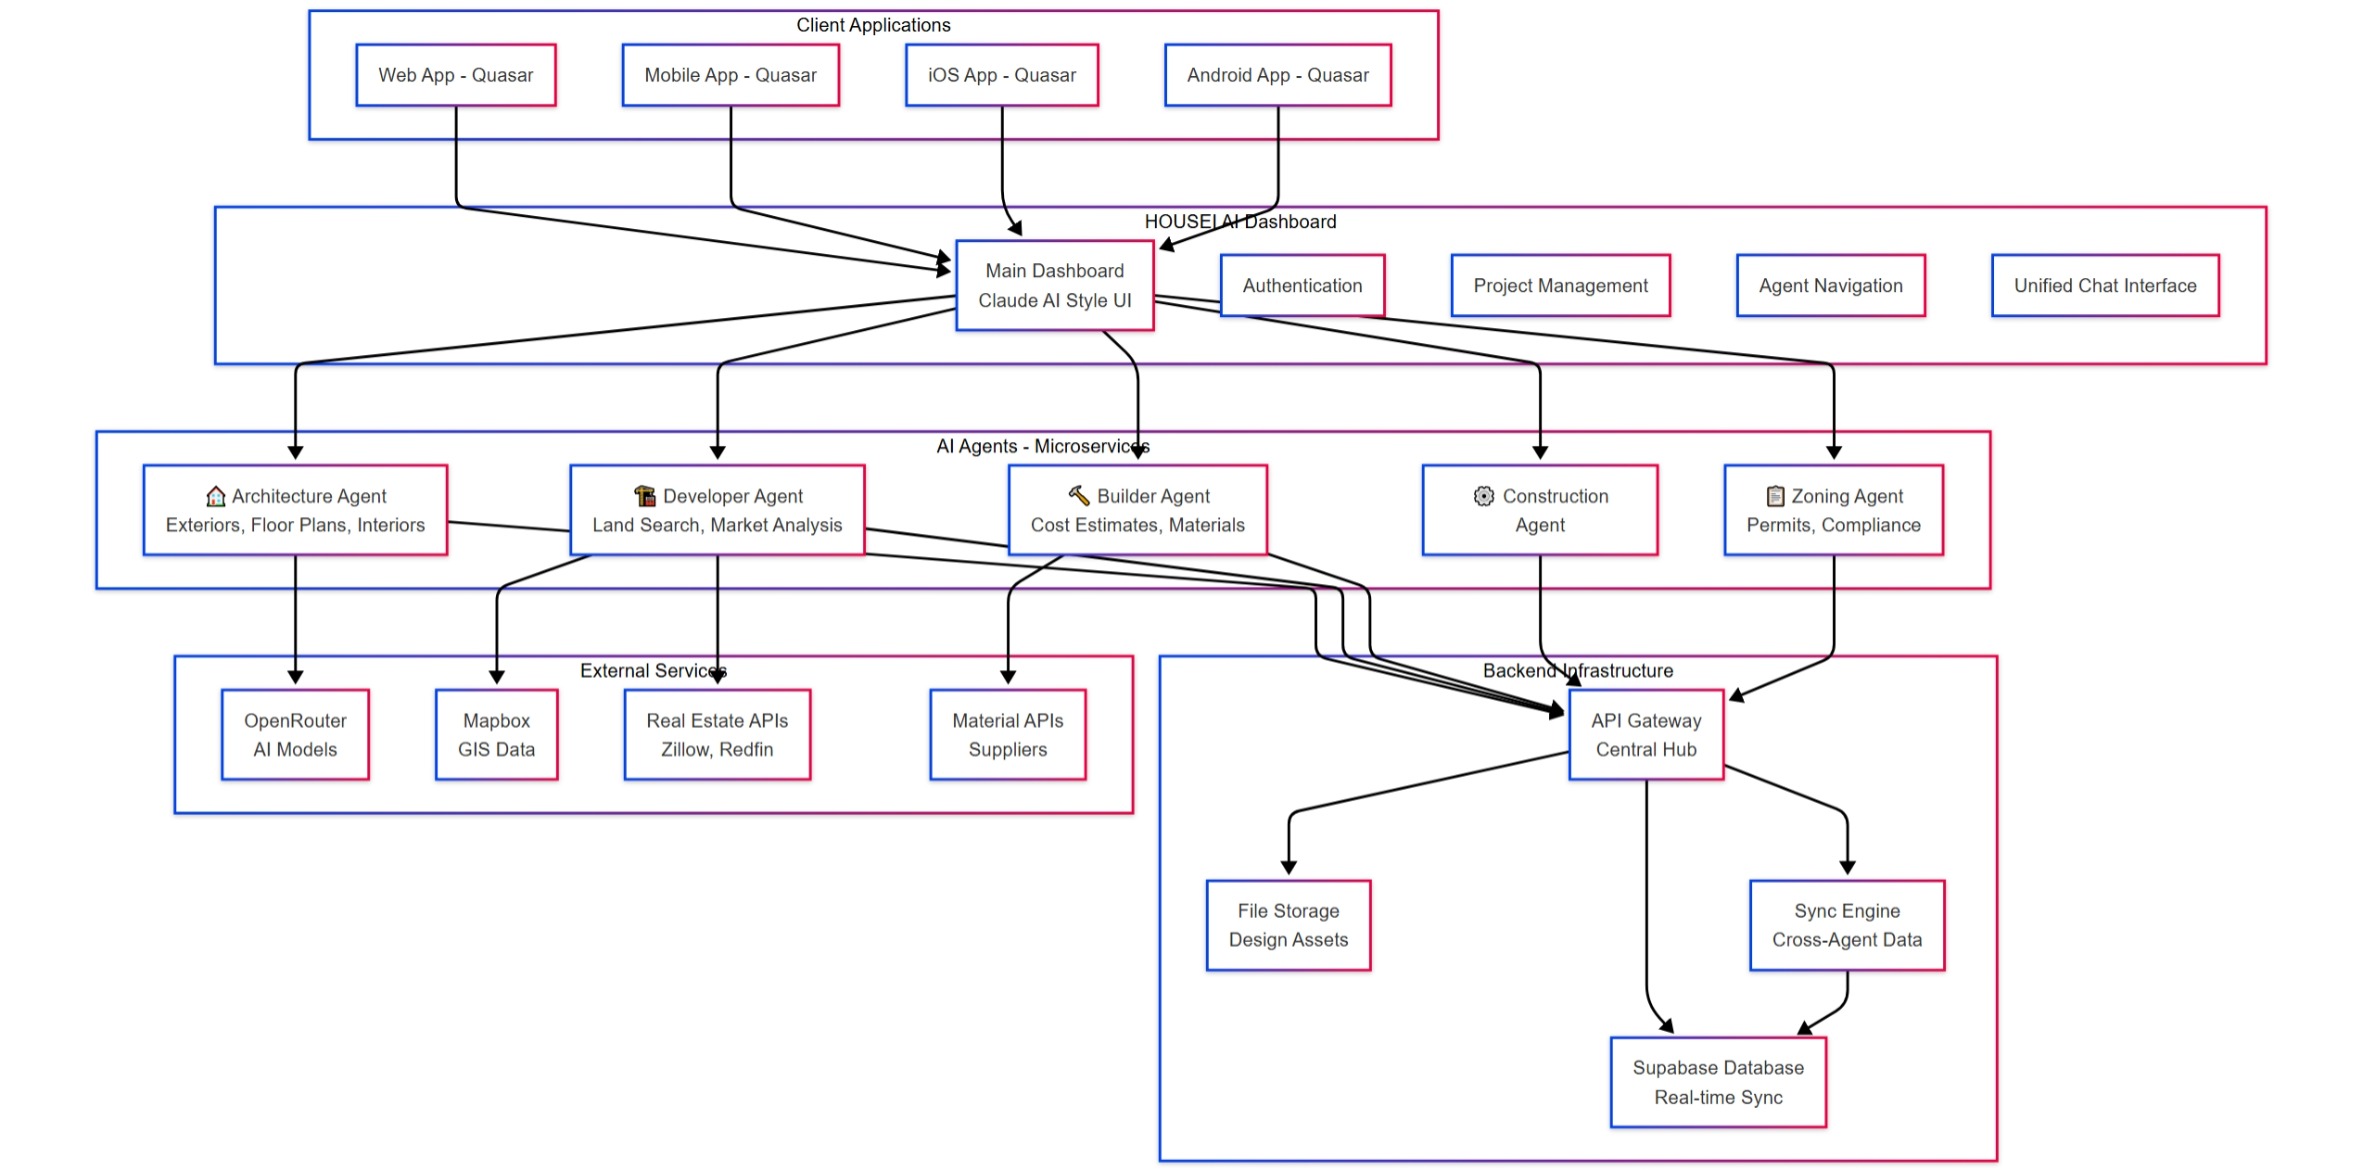 Client Applications
Web App - Quasar
Mobile App - Quasar
iOS App - Quasar
Android App - Quasar
HOUSEI AI Dashboard
Main Dashboard
Claude AI Style UI
Authentication
Project Management
Agent Navigation
Unified Chat Interface
AI Agents - Microservices
Architecture Agent
Exteriors, Floor Plans, Interiors
Developer Agent
Land Search, Market Analysis
Builder Agent
Cost Estimates, Materials
Construction
Agent
Zoning Agent
Permits, Compliance
External Services
OpenRouter
AI Models
Mapbox
GIS Data
Real Estate APIs
Zillow, Redfin
Material APIs
Suppliers
Backend Infrastructure
API Gateway
Central Hub
File Storage
Design Assets
Sync Engine
Cross-Agent Data
Supabase Database
Real-time Sync